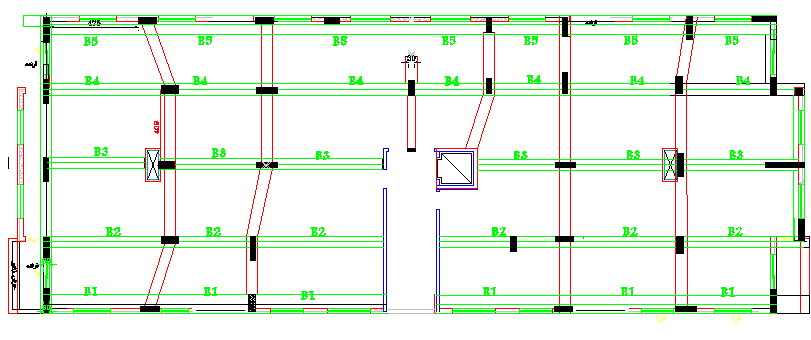 475
B5 B5 B5 B5 B5 B5 B5
B4 B4 B4 B4 B4 B4 B4
B3 B3 B3 B3 B3 B3
B2 B2 B2 B2 B2 B2
B1 B1 B1 B1 B1 B1